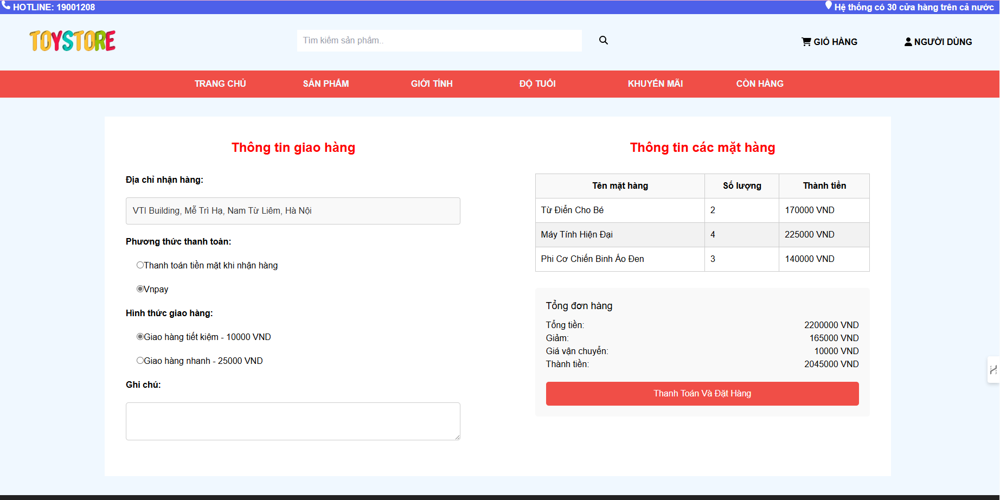 HOTLINE: 19001208
Hệ thống có 30 cửa hàng trên cả nước
TOYSTORE
Tìm kiếm sản phẩm..
GIỎ HÀNG
NGƯỜI DÙNG
TRANG CHỦ
SẢN PHẨM
GIỚI TÍNH
ĐỘ TUỔI
KHUYẾN MÃI
CÒN HÀNG
Thông tin giao hàng
Địa chỉ nhận hàng:
VTI Building, Mễ Trì Hạ, Nam Từ Liêm, Hà Nội
Phương thức thanh toán:
Thanh toán tiền mặt khi nhận hàng
Vnpay
Hình thức giao hàng:
Giao hàng tiết kiệm - 10000 VND
Giao hàng nhanh - 25000 VND
Ghi chú:
Thông tin các mặt hàng
Tên mặt hàng Số lượng Thành tiền
Từ Điển Cho Bé 2 170000 VND
Máy Tính Hiện Đại 4 225000 VND
Phi Cơ Chiến Binh Áo Đen 3 140000 VND
Tổng đơn hàng
Tổng tiền: 2200000 VND
Giảm: 165000 VND
Giá vận chuyển: 10000 VND
Thành tiền: 2045000 VND
Thanh Toán Và Đặt Hàng